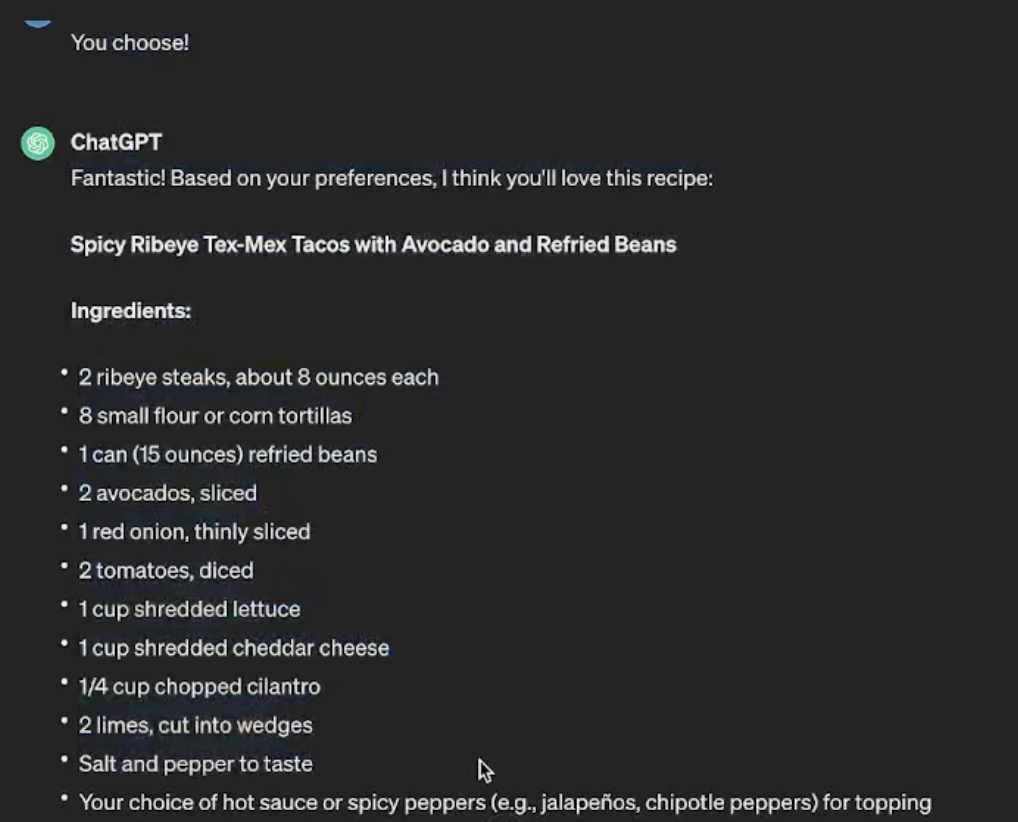 You choose!
ChatGPT
Fantastic! Based on your preferences, I think you'll love this recipe:
Spicy Ribeye Tex-Mex Tacos with Avocado and Refried Beans
Ingredients:
• 2 ribeye steaks, about 8 ounces each
• 8 small flour or corn tortillas
• 1 can (15 ounces) refried beans
• 2 avocados, sliced
• 1 red onion, thinly sliced
• 2 tomatoes, diced
• 1 cup shredded lettuce
• 1 cup shredded cheddar cheese
• 1/4 cup chopped cilantro
• 2 limes, cut into wedges
• Salt and pepper to taste
• Your choice of hot sauce or spicy peppers (e.g., jalapeños, chipotle peppers) for topping